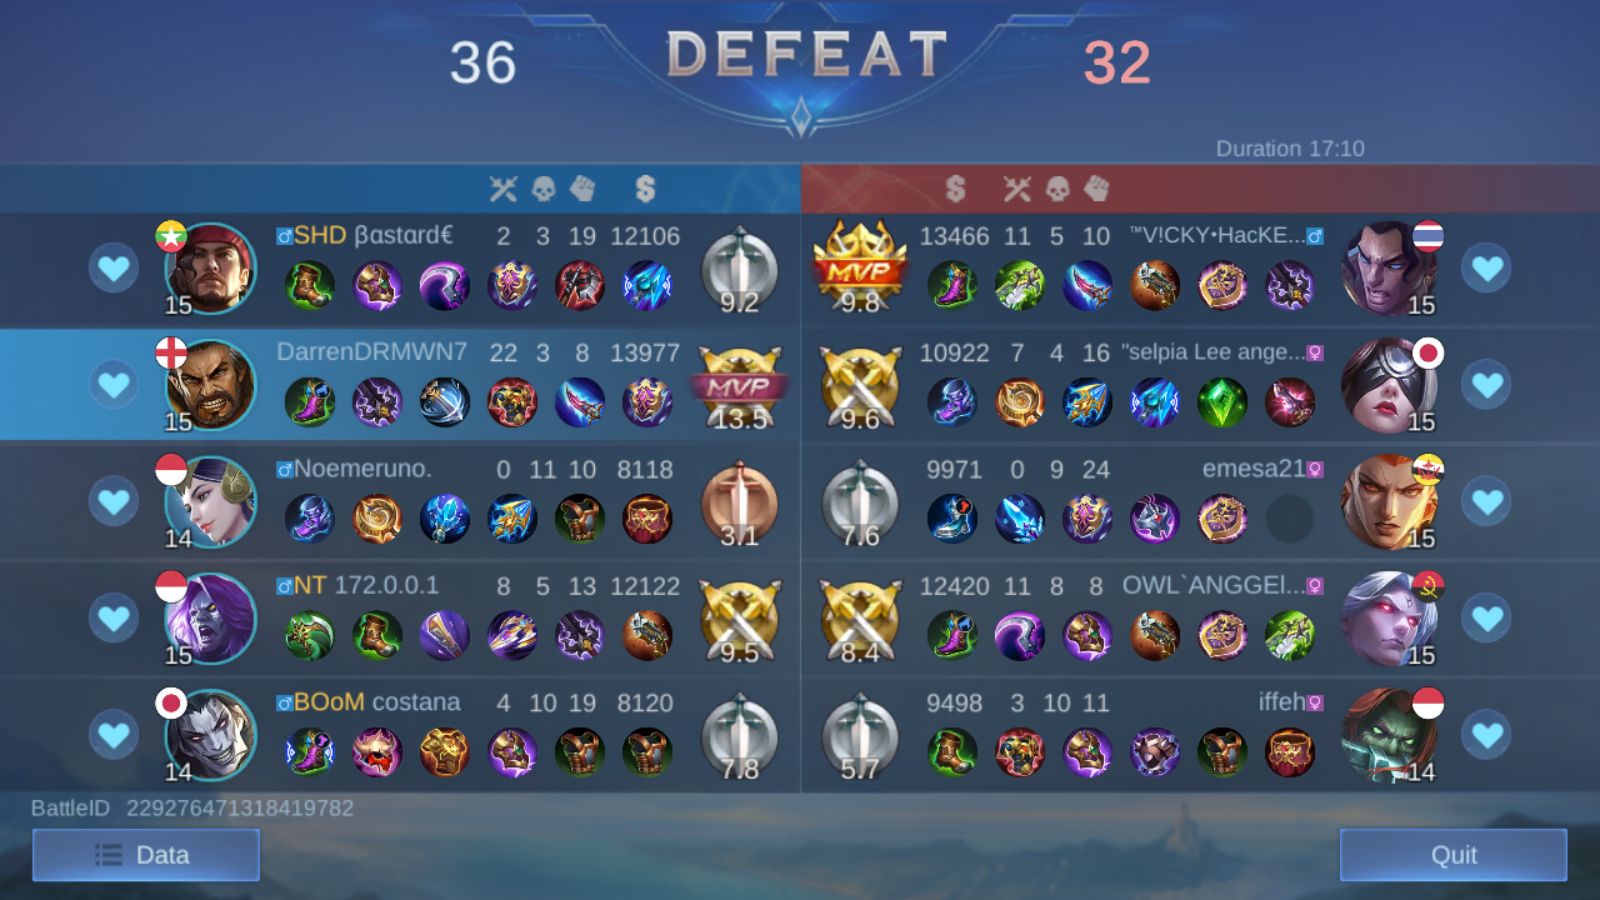 36 DEFEAT 32
Duration 17:10
SHD βastard€ 2 3 19 12106
15 9.2
MVP 13466 11 5 10 ™V!CKY•HacKE...
9.8 15
DarrenDRMWN7 22 3 8 13977
15 MVP 13.5
10922 7 4 16 "selpia Lee ange...
9.6 15
Noemeruno. 0 11 10 8118
14 3.1
9971 0 9 24 emesa21
7.6 15
NT 172.0.0.1 8 5 13 12122
15 9.5
12420 11 8 8 OWL`ANGGEl...
8.4 15
BOoM costana 4 10 19 8120
14 7.8
9498 3 10 11 iffeh
5.7 14
BattleID 229276471318419782
Data
Quit